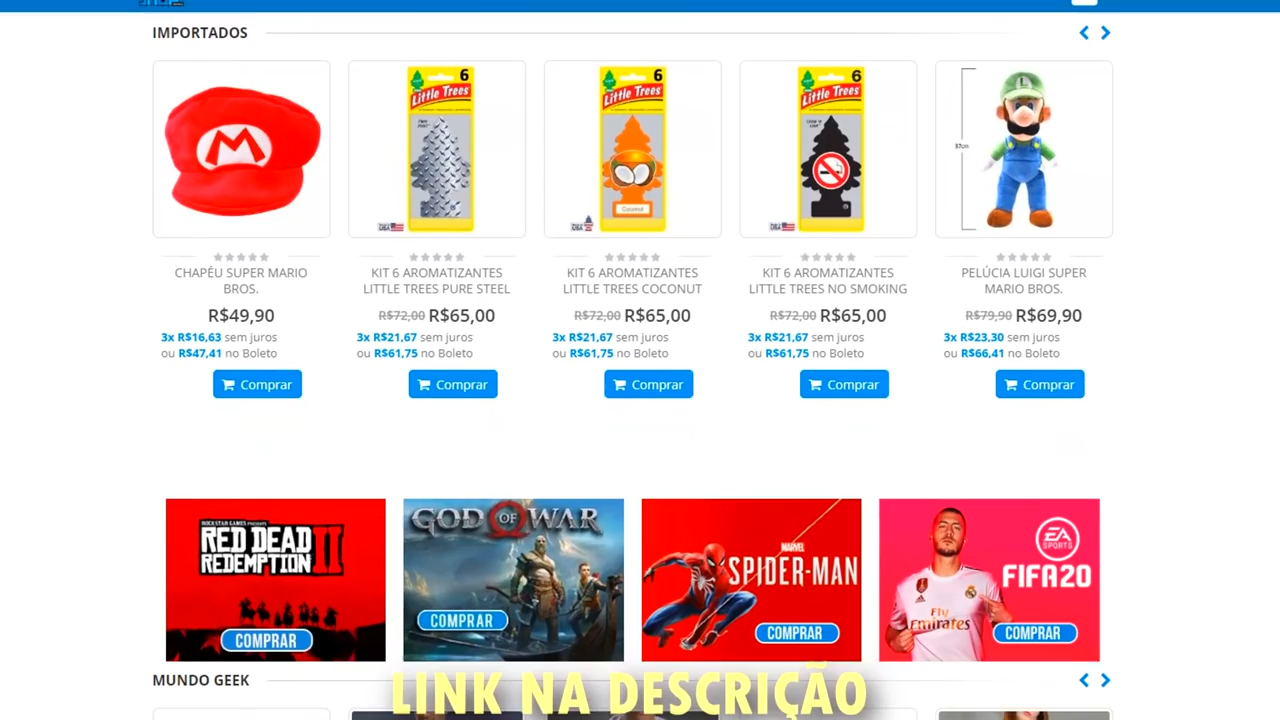 IMPORTADOS
6
Little Trees
6
Little Trees
Coconut
6
Little Trees
L
37cm
M
USA
USA
CHAPÉU SUPER MARIO
BROS.
KIT 6 AROMATIZANTES
LITTLE TREES PURE STEEL
KIT 6 AROMATIZANTES
LITTLE TREES COCONUT
KIT 6 AROMATIZANTES
LITTLE TREES NO SMOKING
PELÚCIA LUIGI SUPER
MARIO BROS.
R$49,90
R$72,00 R$65,00
R$72,00 R$65,00
R$72,00 R$65,00
R$79,90 R$69,90
3x R$16,63 sem juros
ou R$47,41 no Boleto
3x R$21,67 sem juros
ou R$61,75 no Boleto
3x R$21,67 sem juros
ou R$61,75 no Boleto
3x R$21,67 sem juros
ou R$61,75 no Boleto
3x R$23,30 sem juros
ou R$66,41 no Boleto
Comprar
Comprar
Comprar
Comprar
Comprar
ROCKSTAR GAMES PRESENTS
RED DEAD
REDEMPTION II
COMPRAR
GOD OF WAR
COMPRAR
MARVEL
SPIDER-MAN
COMPRAR
EA
SPORTS
FIFA20
Fly
Emirates
COMPRAR
MUNDO GEEK
LINK NA DESCRIÇÃO